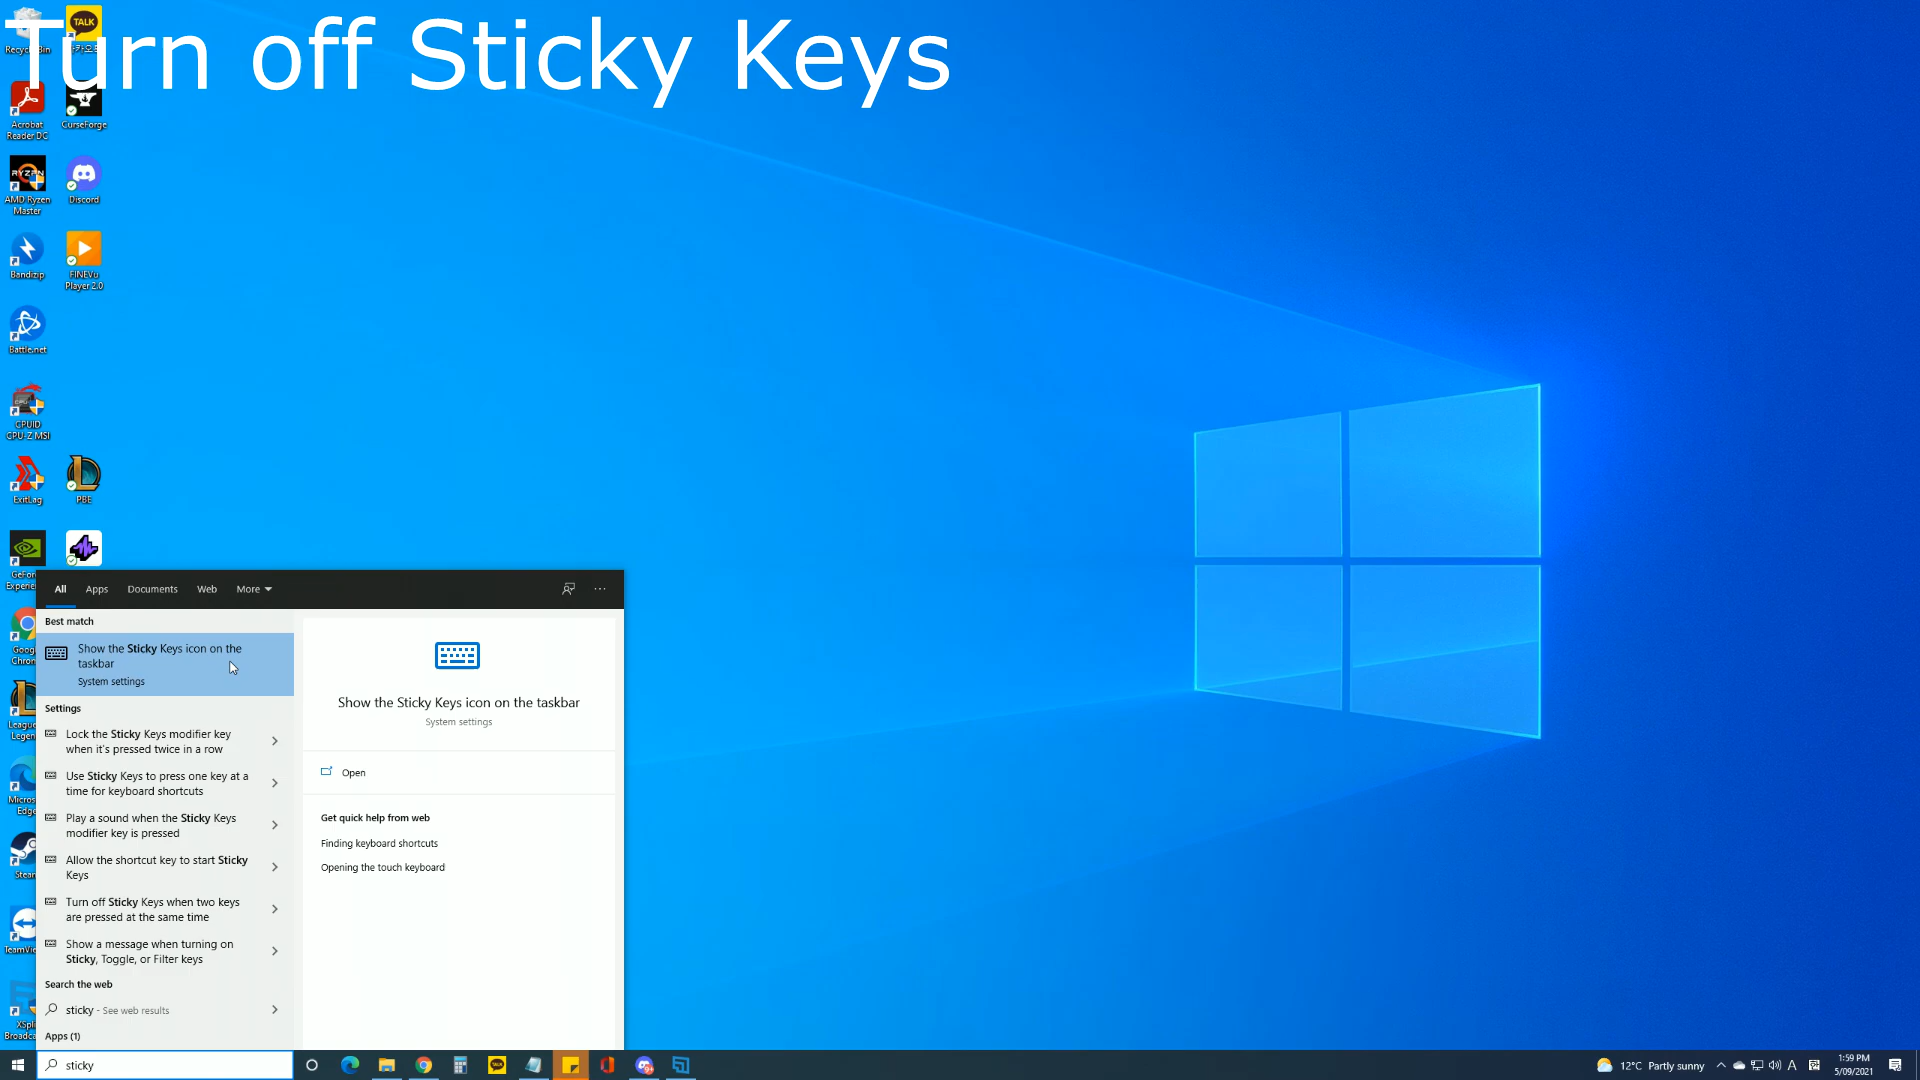 Turn off Sticky Keys
TALK
Acrobat
Reader DC
CurseForge
RYZEN
AMD Ryzen
Master
Discord
Bandizip
FINEVu
Player 2.0
Battle.net
CPUID
CPU-Z MSI
ExitLag
PBE
All
Apps
Documents
Web
More
Best match
Show the Sticky Keys icon on the
taskbar
System settings
Settings
Lock the Sticky Keys modifier key
when it's pressed twice in a row
Use Sticky Keys to press one key at a
time for keyboard shortcuts
Play a sound when the Sticky Keys
modifier key is pressed
Allow the shortcut key to start Sticky
Keys
Turn off Sticky Keys when two keys
are pressed at the same time
Show a message when turning on
Sticky, Toggle, or Filter keys
Search the web
sticky - See web results
Apps (1)
Show the Sticky Keys icon on the taskbar
System settings
Open
Get quick help from web
Finding keyboard shortcuts
Opening the touch keyboard
sticky
12°C Partly sunny
A
1:59 PM
5/09/2021